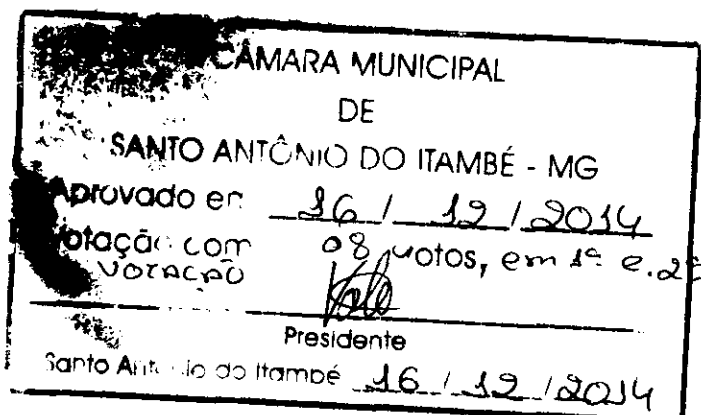 CÂMARA MUNICIPAL
DE
SANTO ANTÔNIO DO ITAMBÉ - MG
Aprovado em 16 / 12 / 2014
Votação com 08 votos, em 1ª e 2ª
VOTAÇÃO
Presidente
Santo Antonio do Itambé 16 / 12 / 2014